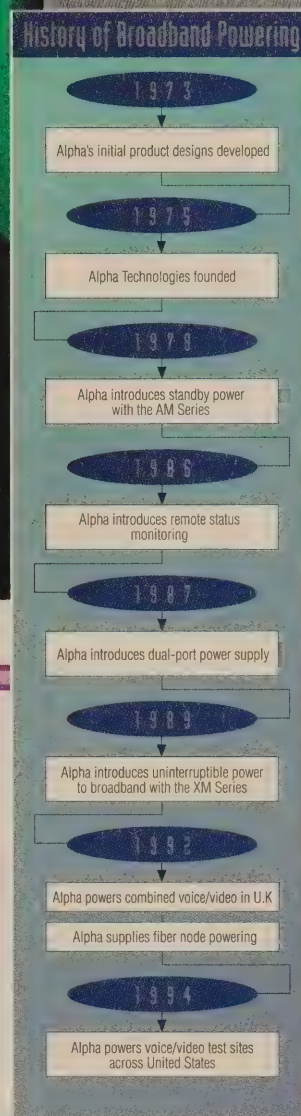 History of Broadband Powering
1973
Alpha's initial product designs developed
1975
Alpha Technologies founded
1978
Alpha introduces standby power
with the AM Series
1986
Alpha introduces remote status
monitoring
1987
Alpha introduces dual-port power supply
1989
Alpha introduces uninterruptible power
to broadband with the XM Series
1992
Alpha powers combined voice/video in U.K
Alpha supplies fiber node powering
1994
Alpha powers voice/video test sites
across United States